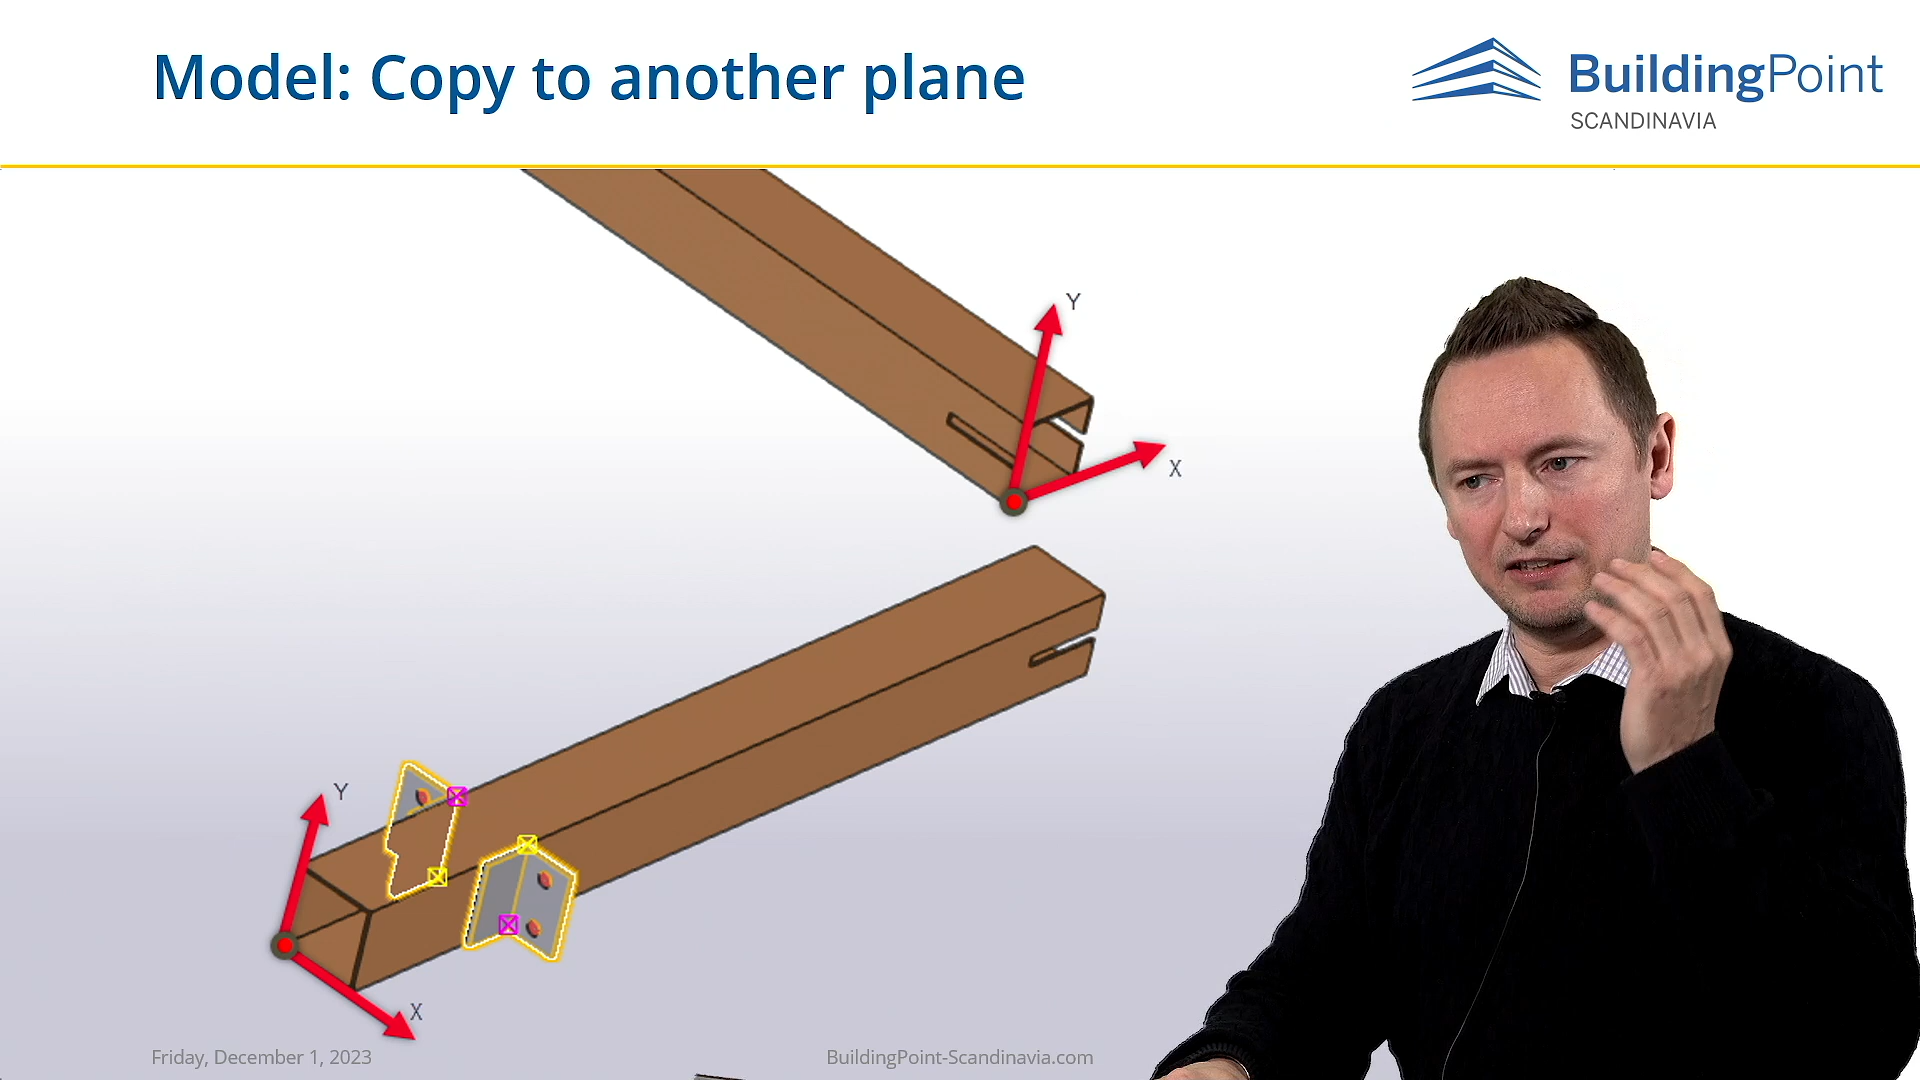 Model: Copy to another plane
BuildingPoint
SCANDINAVIA
Y
X
Y
X
Friday, December 1, 2023
BuildingPoint-Scandinavia.com